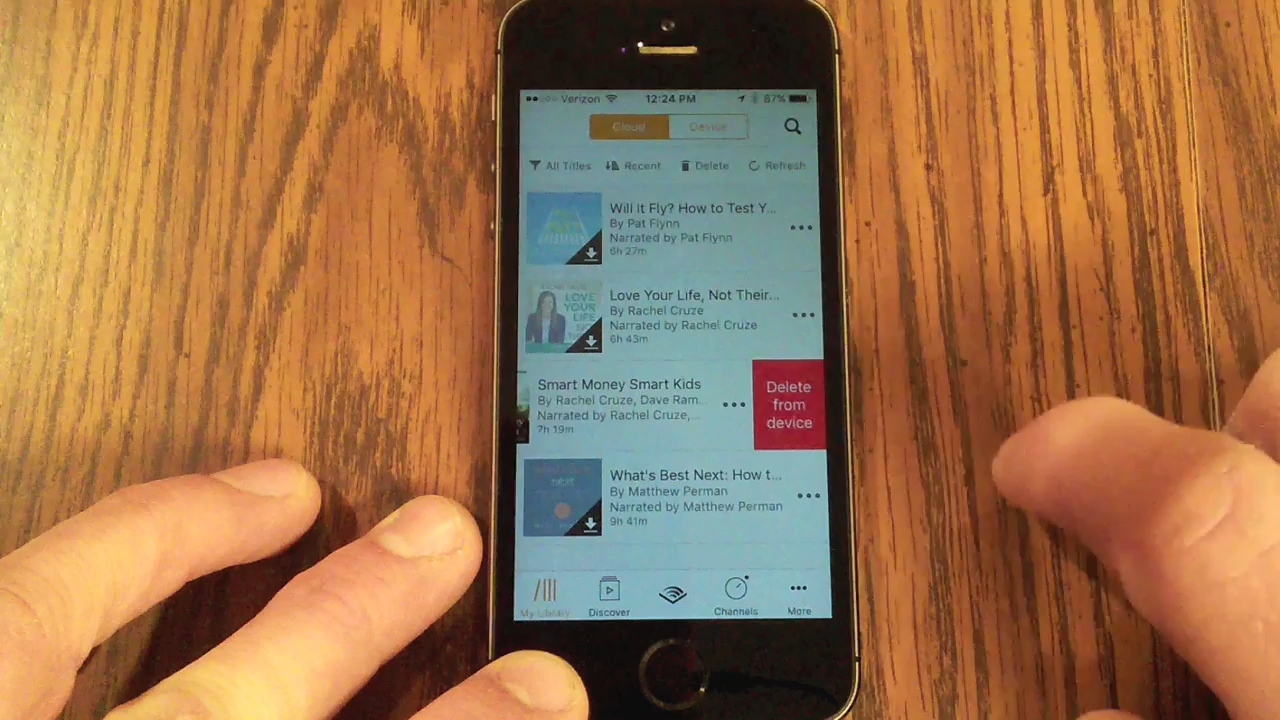 Verizon 12:24 PM 87%
Cloud Device
All Titles Recent Delete Refresh
Will it Fly? How to Test Y...
By Pat Flynn
Narrated by Pat Flynn
6h 27m
LOVE
YOUR
LIFE
Love Your Life, Not Their...
By Rachel Cruze
Narrated by Rachel Cruze
6h 43m
Smart Money Smart Kids
By Rachel Cruze, Dave Ram...
Narrated by Rachel Cruze,...
7h 19m
Delete
from
device
next
What's Best Next: How t...
By Matthew Perman
Narrated by Matthew Perman
9h 41m
My Library Discover Channels More